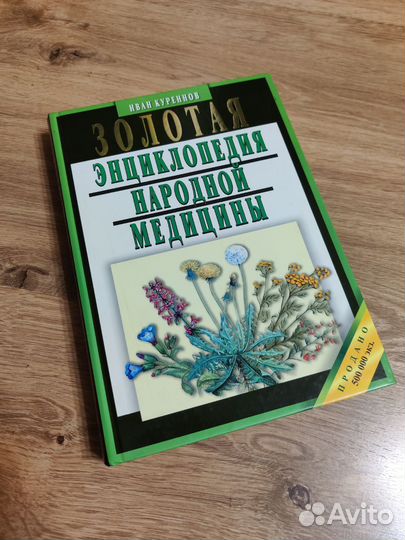 ИВАН КУРЕННОВ
ЗОЛОТАЯ
ЭНЦИКЛОПЕДИЯ
НАРОДНОЙ
МЕДИЦИНЫ
ПРОДАНО
500 000 экз.
Avito